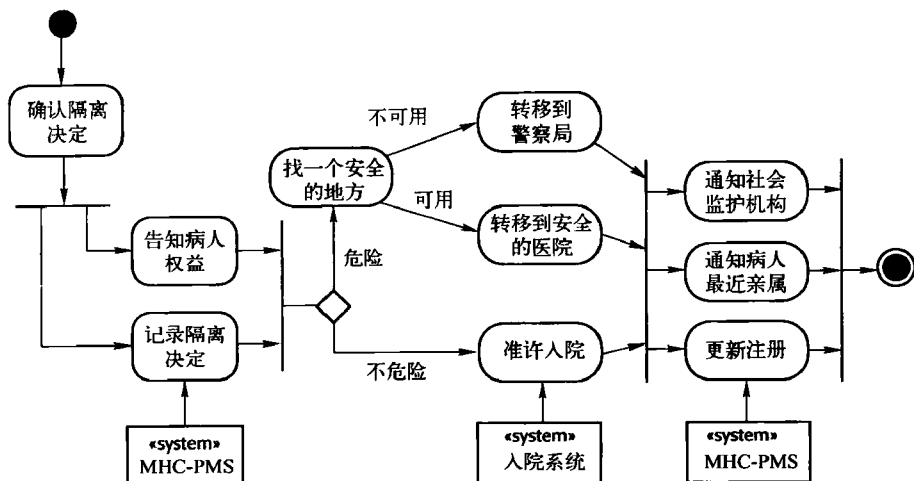 确认隔离
决定
告知病人
权益
记录隔离
决定
«system»
MHC-PMS
找一个安全
的地方
危险
不危险
不可用
可用
转移到
警察局
转移到安全
的医院
准许入院
«system»
入院系统
通知社会
监护机构
通知病人
最近亲属
更新注册
«system»
MHC-PMS